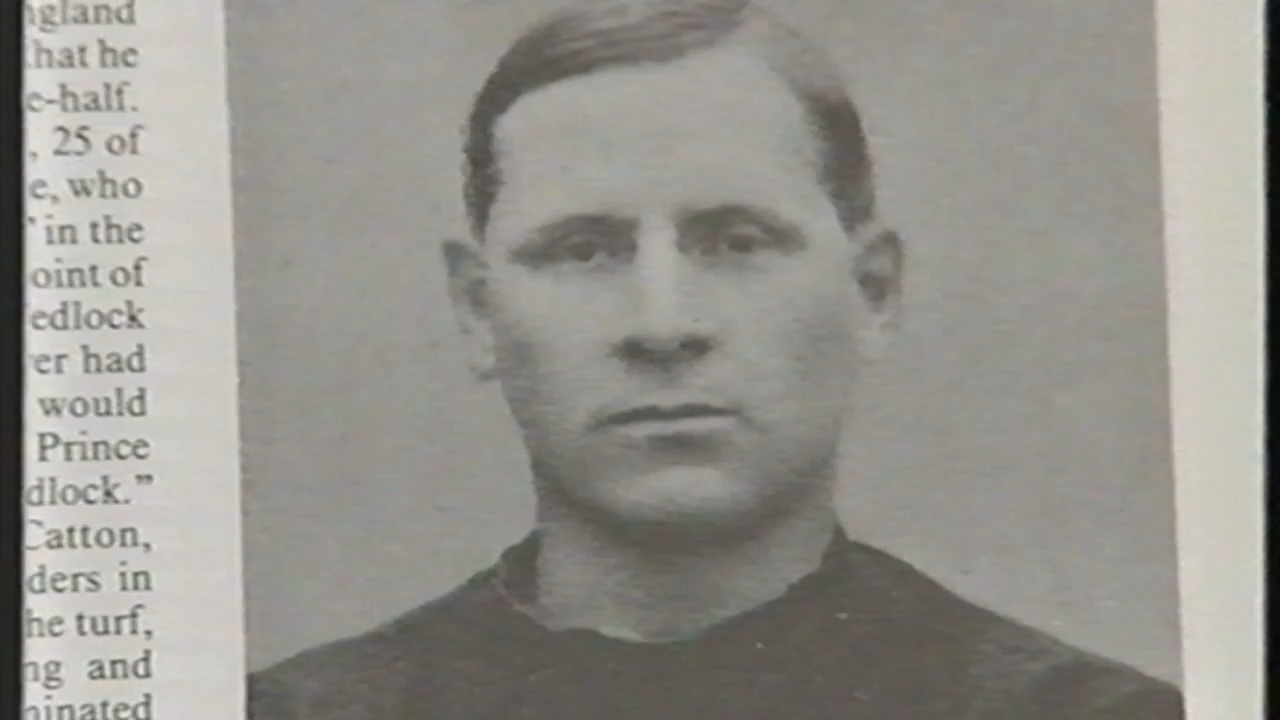 ngland
that he
e-half.
, 25 of
e, who
" in the
oint of
edlock
er had
would
Prince
dlock.”
Catton,
ders in
he turf,
ng and
ninated